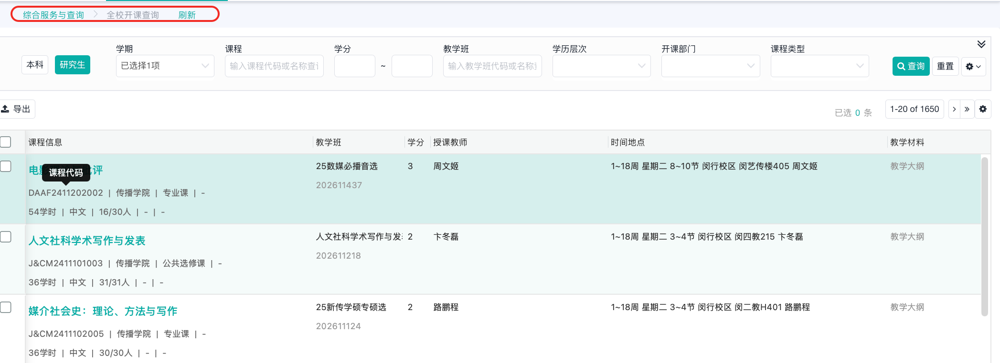 综合服务与查询 > 全校开课查询 刷新
学期 课程 学分 教学班 学历层次 开课部门 课程类型
本科 研究生 已选择1项 输入课程代码或名称查 ~ 输入教学班代码或名称 查询 重置
导出 已选 0 条 1-20 of 1650
课程信息 教学班 学分 授课教师 时间地点 教学材料
电 批评 25数媒必播音选 3 周文姬 1~18周 星期二 8~10节 闵行校区 闵艺传楼405 周文姬 教学大纲
课程代码
202611437
DAAF2411202002 | 传播学院 | 专业课 | -
54学时 | 中文 | 16/30人 | - | -
人文社科学术写作与发表 人文社科学术写作与发 2 卞冬磊 1~18周 星期二 3~4节 闵行校区 闵四教215 卞冬磊 教学大纲
202611218
J&CM2411101003 | 传播学院 | 公共选修课 | -
36学时 | 中文 | 31/31人 | - | -
媒介社会史：理论、方法与写作 25新传学硕专硕选 2 路鹏程 1~18周 星期二 3~4节 闵行校区 闵二教H401 路鹏程 教学大纲
202611124
J&CM2411102005 | 传播学院 | 专业课 | -
36学时 | 中文 | 30/30人 | - | -